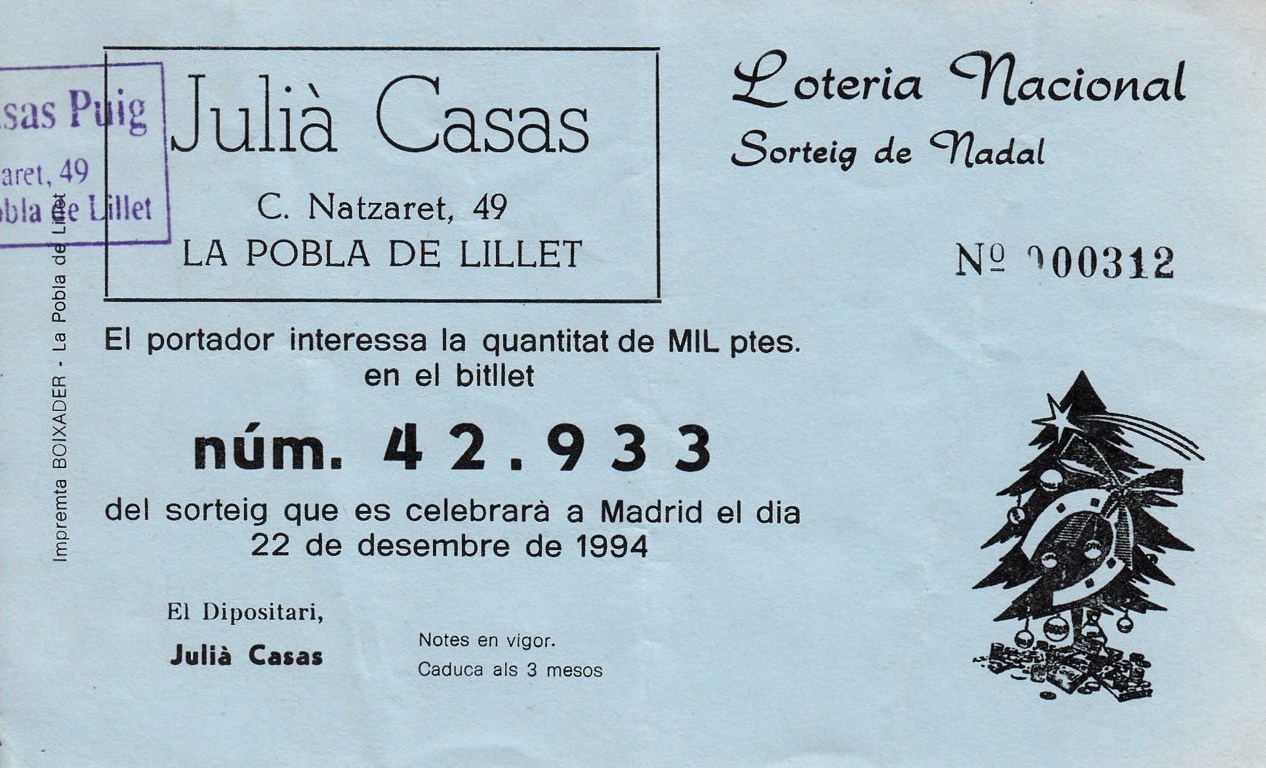 Julià Casas
C. Natzaret, 49
LA POBLA DE LILLET
Loteria Nacional
Sorteig de Nadal
Nº 000312
sas Puig
aret, 49
obla de Lillet
El portador interessa la quantitat de MIL ptes.
en el bitllet
núm. 42.933
del sorteig que es celebrarà a Madrid el dia
22 de desembre de 1994
El Dipositari,
Julià Casas
Notes en vigor.
Caduca als 3 mesos
Impremta BOIXADER - La Pobla de Lillet